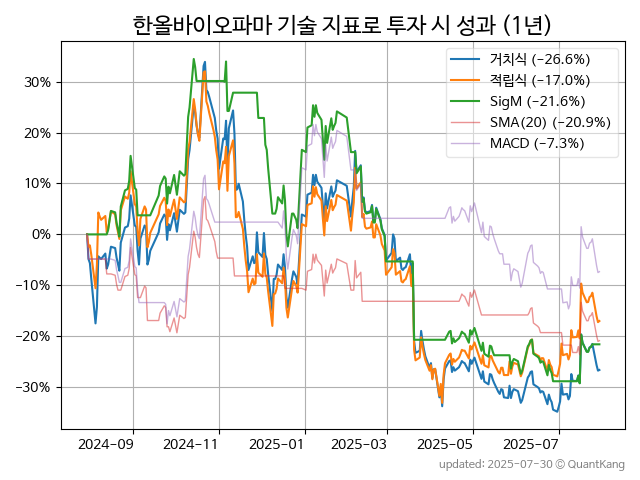 한올바이오파마 기술 지표로 투자 시 성과 (1년)
거치식 (−26.6%)
적립식 (−17.0%)
SigM (−21.6%)
SMA(20) (−20.9%)
MACD (−7.3%)
30%
20%
10%
0%
−10%
−20%
−30%
2024-09 2024-11 2025-01 2025-03 2025-05 2025-07
updated: 2025-07-30 © QuantKang